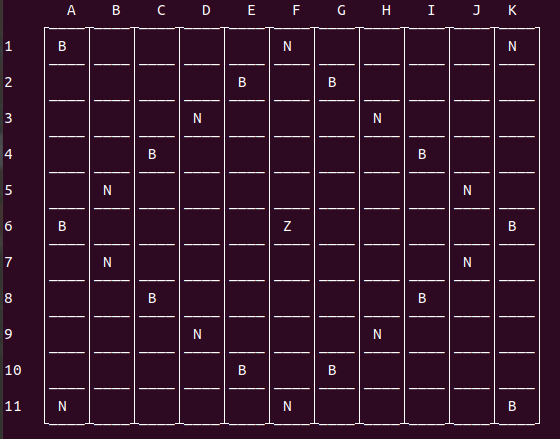 A B C D E F G H I J K
1 B N N
2 B B
3 N N
4 B B
5 N N
6 B Z B
7 N N
8 B B
9 N N
10 B B
11 N N B